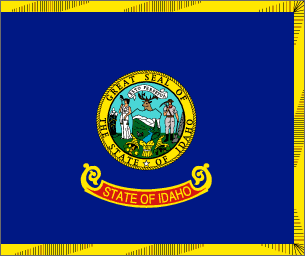 GREAT SEAL OF
THE STATE OF IDAHO
STATE OF IDAHO